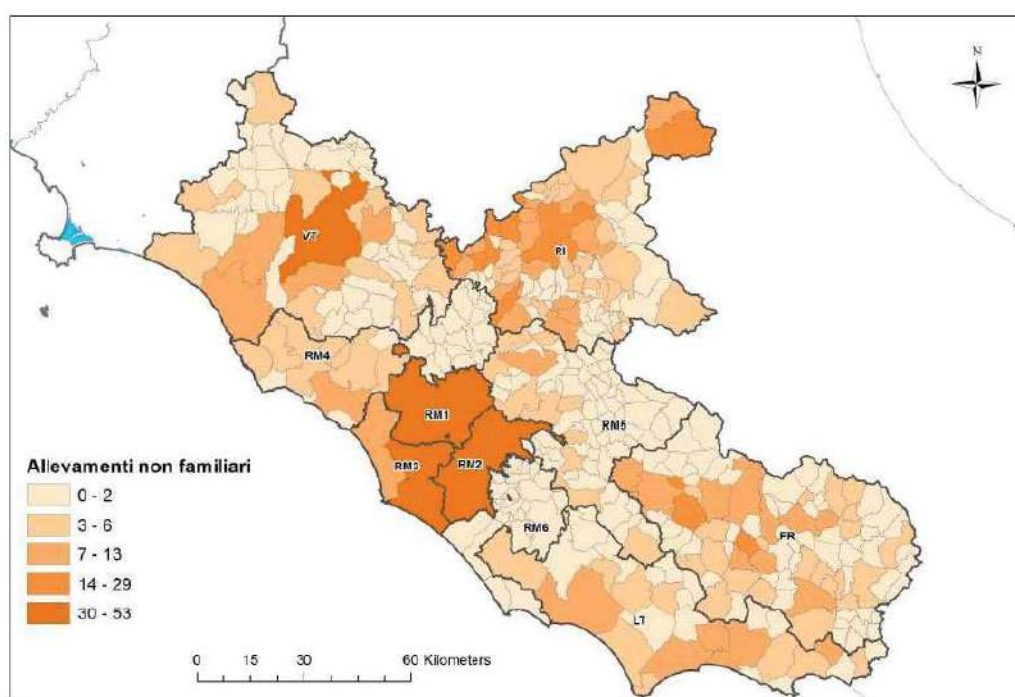 N
VT
RI
RM4
RM1
RM5
RM3
RM2
RM6
FR
LT
Allevamenti non familiari
0 - 2
3 - 6
7 - 13
14 - 29
30 - 53
0 15 30 60 Kilometers